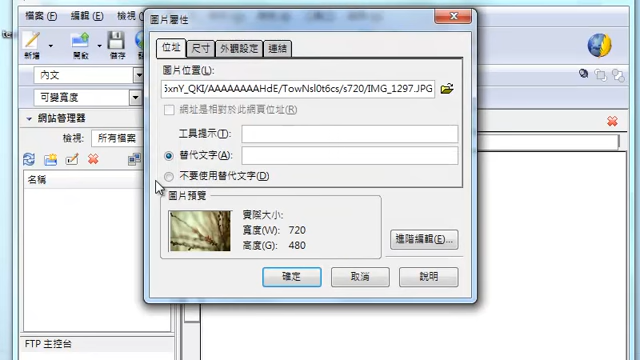 檔案(F)
編輯(E)
檢視(
新增
開啟
儲存
內文
可變寬度
網站管理器
檢視:
所有檔案
名稱
FTP 主控台
圖片屬性
位址
尺寸
外觀設定
連結
圖片位置(L):
xnY_QKI/AAAAAAAAHdE/TowNsl0t6cs/s720/IMG_1297.JPG
網址是相對於此網頁位址(R)
工具提示(T):
替代文字(A):
不要使用替代文字(D)
圖片預覽
實際大小:
寬度(W): 720
高度(G): 480
進階編輯(E)...
確定
取消
說明